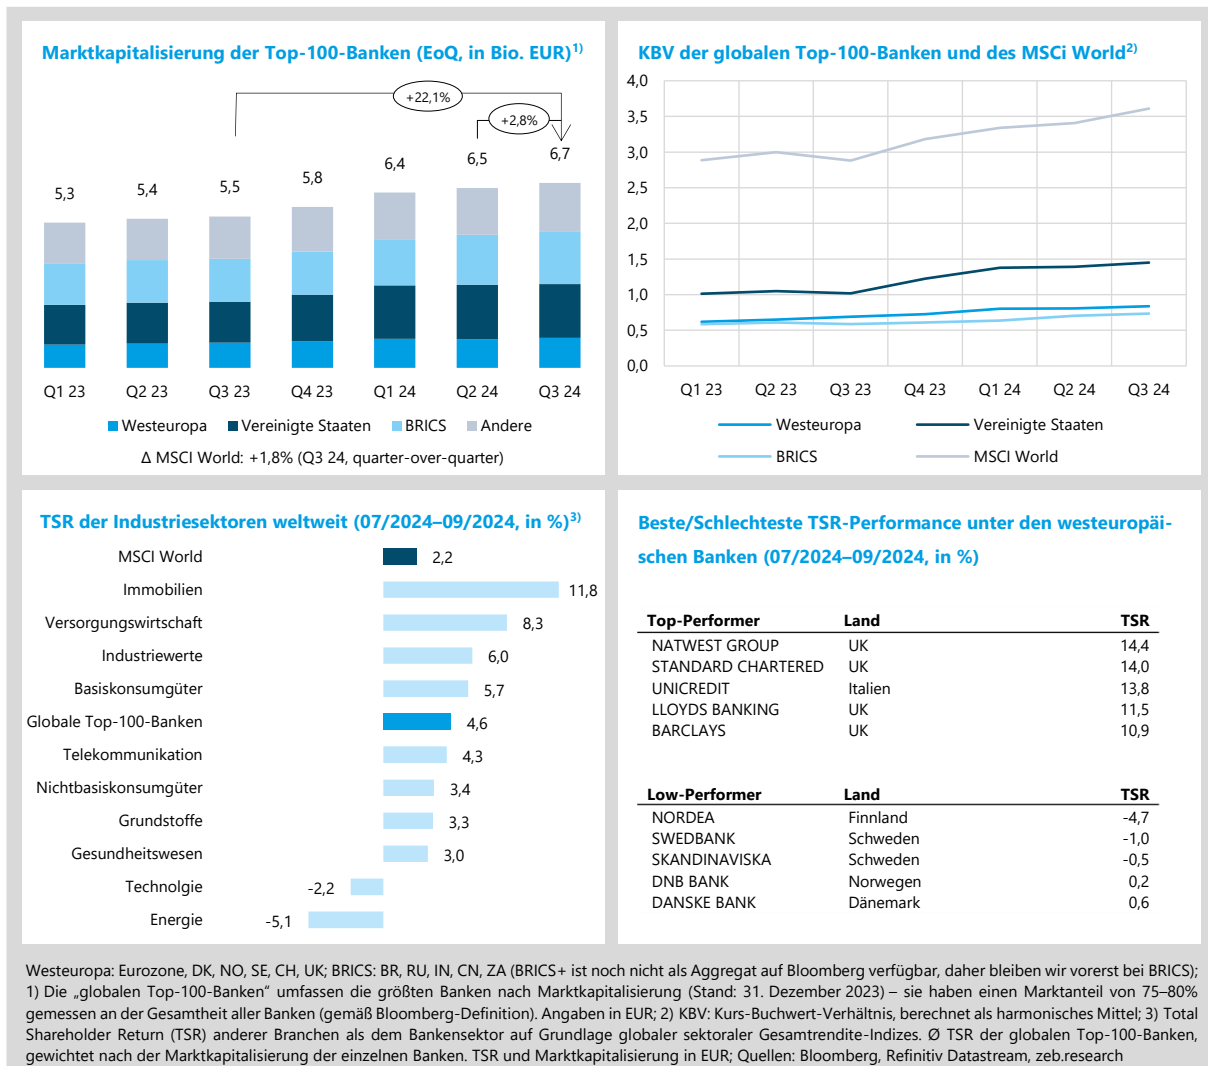 Marktkapitalisierung der Top-100-Banken (EoQ, in Bio. EUR)1)
+22,1%
+2,8%
5,3
5,4
5,5
5,8
6,4
6,5
6,7
Q1 23
Q2 23
Q3 23
Q4 23
Q1 24
Q2 24
Q3 24
Westeuropa
Vereinigte Staaten
BRICS
Andere
Δ MSCI World: +1,8% (Q3 24, quarter-over-quarter)
KBV der globalen Top-100-Banken und des MSCi World2)
4,0
3,5
3,0
2,5
2,0
1,5
1,0
0,5
0,0
Q1 23
Q2 23
Q3 23
Q4 23
Q1 24
Q2 24
Q3 24
Westeuropa
Vereinigte Staaten
BRICS
MSCI World
TSR der Industriesektoren weltweit (07/2024–09/2024, in %)3)
MSCI World 2,2
Immobilien 11,8
Versorgungswirtschaft 8,3
Industriewerte 6,0
Basiskonsumgüter 5,7
Globale Top-100-Banken 4,6
Telekommunikation 4,3
Nichtbasiskonsumgüter 3,4
Grundstoffe 3,3
Gesundheitswesen 3,0
Technolgie -2,2
Energie -5,1
Beste/Schlechteste TSR-Performance unter den westeuropäi-
schen Banken (07/2024–09/2024, in %)
Top-Performer Land TSR
NATWEST GROUP UK 14,4
STANDARD CHARTERED UK 14,0
UNICREDIT Italien 13,8
LLOYDS BANKING UK 11,5
BARCLAYS UK 10,9
Low-Performer Land TSR
NORDEA Finnland -4,7
SWEDBANK Schweden -1,0
SKANDINAVISKA Schweden -0,5
DNB BANK Norwegen 0,2
DANSKE BANK Dänemark 0,6
Westeuropa: Eurozone, DK, NO, SE, CH, UK; BRICS: BR, RU, IN, CN, ZA (BRICS+ ist noch nicht als Aggregat auf Bloomberg verfügbar, daher bleiben wir vorerst bei BRICS);
1) Die „globalen Top-100-Banken“ umfassen die größten Banken nach Marktkapitalisierung (Stand: 31. Dezember 2023) – sie haben einen Marktanteil von 75–80%
gemessen an der Gesamtheit aller Banken (gemäß Bloomberg-Definition). Angaben in EUR; 2) KBV: Kurs-Buchwert-Verhältnis, berechnet als harmonisches Mittel; 3) Total
Shareholder Return (TSR) anderer Branchen als dem Bankensektor auf Grundlage globaler sektoraler Gesamtrendite-Indizes. Ø TSR der globalen Top-100-Banken,
gewichtet nach der Marktkapitalisierung der einzelnen Banken. TSR und Marktkapitalisierung in EUR; Quellen: Bloomberg, Refinitiv Datastream, zeb.research